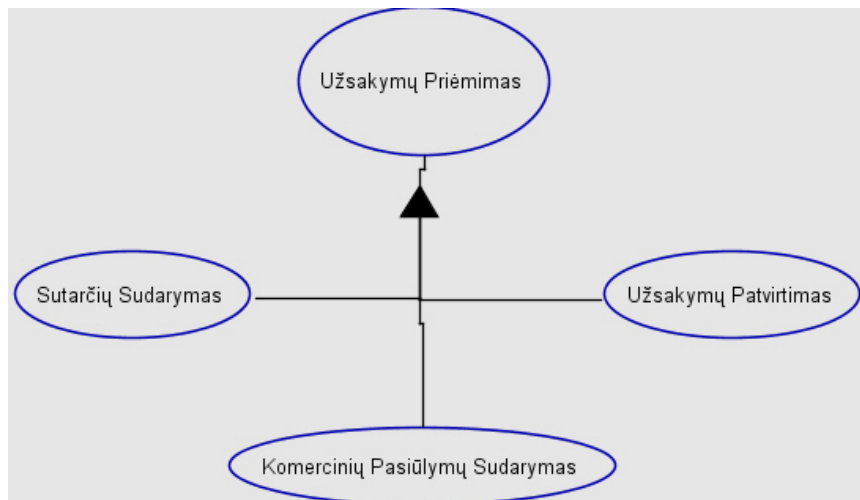 Užsakymų Priėmimas
Sutarčių Sudarymas
Užsakymų Patvirtimas
Komercinių Pasiūlymų Sudarymas